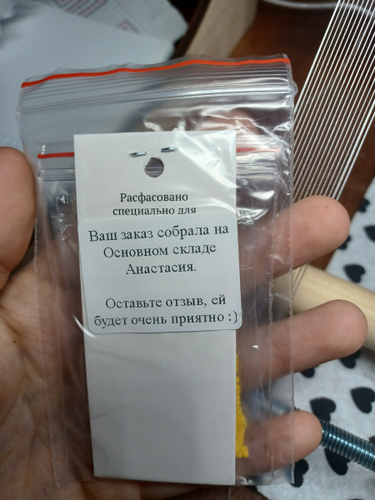 Расфасовано
специально для
Ваш заказ собрала на
Основном складе
Анастасия.
Оставьте отзыв, ей
будет очень приятно :)